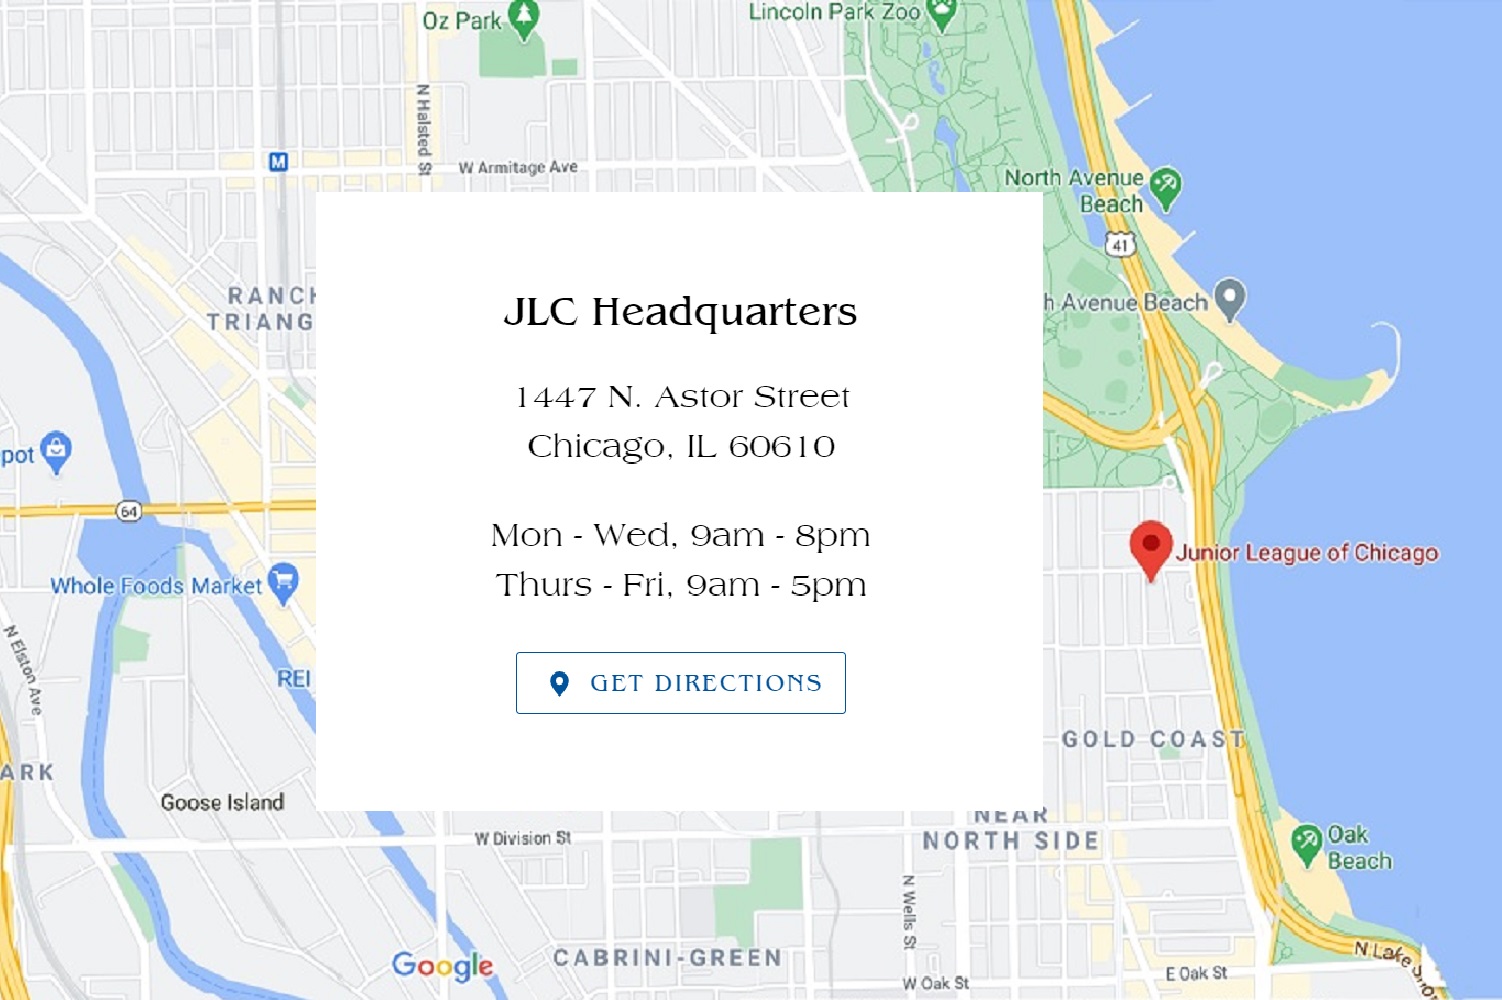 Oz Park
Lincoln Park Zoo
N Halsted St
M
W Armitage Ave
North Avenue
Beach
41
RANCH
TRIANG
h Avenue Beach
JLC Headquarters
1447 N. Astor Street
Chicago, IL 60610
Mon - Wed, 9am - 8pm
Thurs - Fri, 9am - 5pm
GET DIRECTIONS
pot
64
Whole Foods Market
Junior League of Chicago
N Elston Ave
REI
GOLD COAST
ARK
Goose Island
NEAR
NORTH SIDE
W Division St
Oak
Beach
N Wells St
Google
CABRINI-GREEN
W Oak St
E Oak St
N Lake Sho